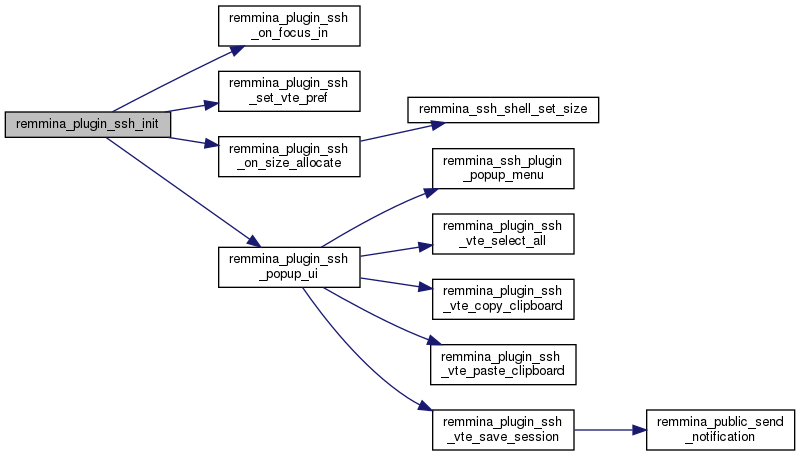 remmina_plugin_ssh_init
remmina_plugin_ssh
_on_focus_in
remmina_plugin_ssh
_set_vte_pref
remmina_plugin_ssh
_on_size_allocate
remmina_ssh_shell_set_size
remmina_plugin_ssh
_popup_ui
remmina_ssh_plugin
_popup_menu
remmina_plugin_ssh
_vte_select_all
remmina_plugin_ssh
_vte_copy_clipboard
remmina_plugin_ssh
_vte_paste_clipboard
remmina_plugin_ssh
_vte_save_session
remmina_public_send
_notification